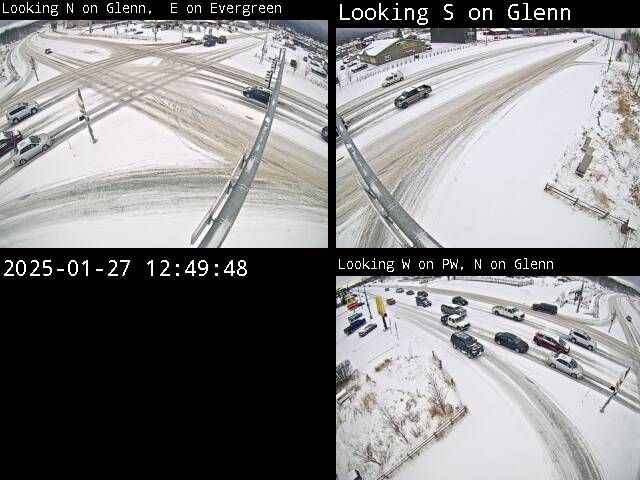 Looking N on Glenn, E on Evergreen
Looking S on Glenn
2025-01-27 12:49:48
Looking W on PW, N on Glenn